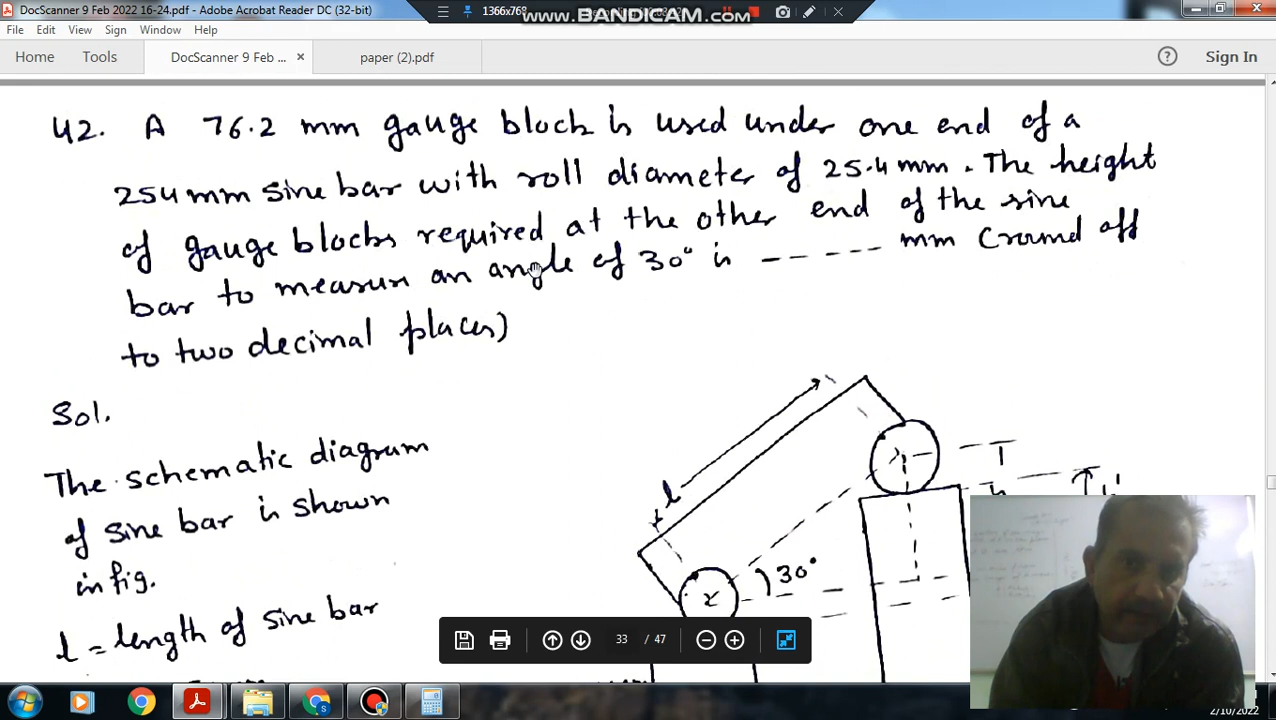 DocScanner 9 Feb 2022 16-24.pdf - Adobe Acrobat Reader DC (32-bit)
1366x768
www.BANDICAM.com
File Edit View Sign Window Help
Home Tools DocScanner 9 Feb ... × paper (2).pdf Sign In
42. A 76.2 mm gauge block is used under one end of a
254 mm sine bar with roll diameter of 25.4 mm. The height
of gauge blocks required at the other end of the sine
bar to measure an angle of 30° is ------ mm (round off
to two decimal places)
Sol.
The schematic diagram
of sine bar is shown
in fig.
l = length of sine bar
l
30°
33 / 47
2/10/2022